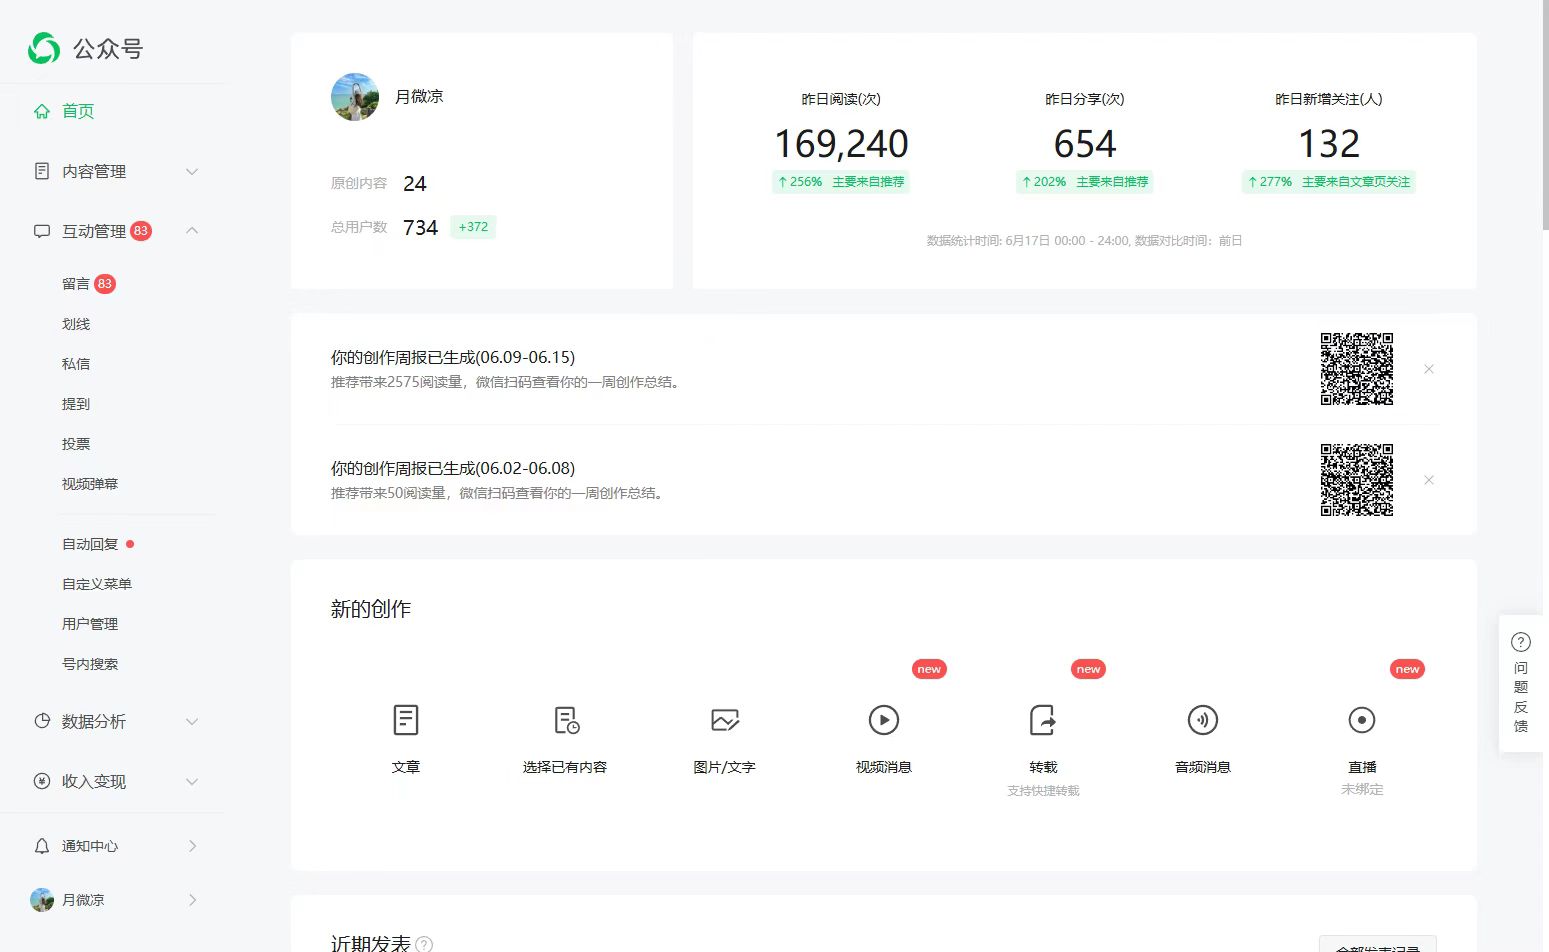 公众号
首页
内容管理
互动管理 83
留言 83
划线
私信
提到
投票
视频弹幕
自动回复
自定义菜单
用户管理
号内搜索
数据分析
收入变现
通知中心
月微凉
月微凉
原创内容 24
总用户数 734 +372
昨日阅读(次) 昨日分享(次) 昨日新增关注(人)
169,240 654 132
↑256% 主要来自推荐 ↑202% 主要来自推荐 ↑277% 主要来自文章页关注
数据统计时间: 6月17日 00:00 - 24:00, 数据对比时间：前日
你的创作周报已生成(06.09-06.15)
推荐带来2575阅读量，微信扫码查看你的一周创作总结。
你的创作周报已生成(06.02-06.08)
推荐带来50阅读量，微信扫码查看你的一周创作总结。
新的创作
new new new
文章 选择已有内容 图片/文字 视频消息 转载 音频消息 直播
支持快捷转载 未绑定
近期发表 ?
全部发表记录
?
问
题
反
馈